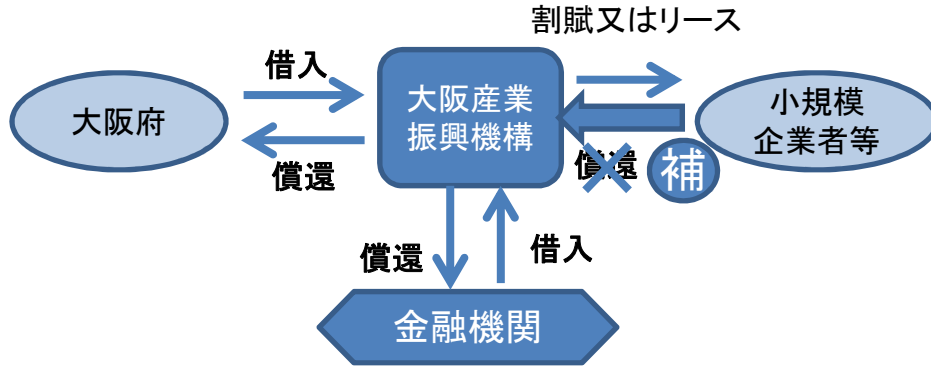 割賦又はリース
借入
大阪府
大阪産業
振興機構
小規模
企業者等
償還
償還
補
償還
借入
金融機関